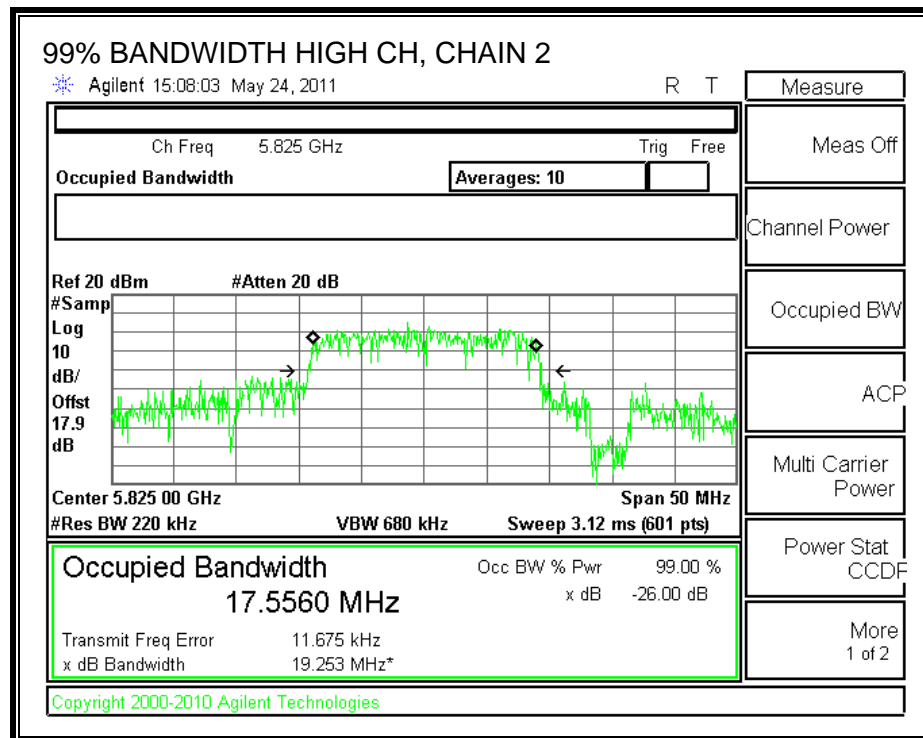 99% BANDWIDTH HIGH CH, CHAIN 2
Agilent 15:08:03 May 24, 2011 R T
Measure
Ch Freq 5.825 GHz Trig Free
Meas Off
Occupied Bandwidth Averages: 10
Channel Power
Ref 20 dBm #Atten 20 dB
#Samp
Log
10
dB/
Offst
17.9
dB
Occupied BW
ACP
Multi Carrier
Power
Center 5.825 00 GHz Span 50 MHz
#Res BW 220 kHz VBW 680 kHz Sweep 3.12 ms (601 pts)
Power Stat
CCDF
Occupied Bandwidth Occ BW % Pwr 99.00 %
17.5560 MHz x dB -26.00 dB
Transmit Freq Error 11.675 kHz
x dB Bandwidth 19.253 MHz*
More
1 of 2
Copyright 2000-2010 Agilent Technologies